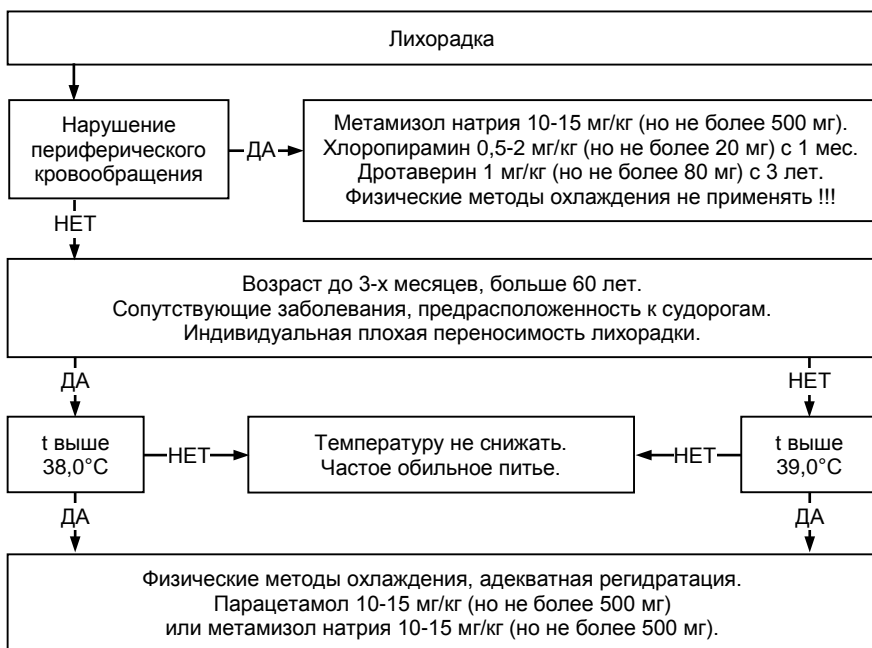 Лихорадка
Нарушение
периферического
кровообращения
ДА
Метамизол натрия 10-15 мг/кг (но не более 500 мг).
Хлоропирамин 0,5-2 мг/кг (но не более 20 мг) с 1 мес.
Дротаверин 1 мг/кг (но не более 80 мг) с 3 лет.
Физические методы охлаждения не применять !!!
НЕТ
Возраст до 3-х месяцев, больше 60 лет.
Сопутствующие заболевания, предрасположенность к судорогам.
Индивидуальная плохая переносимость лихорадки.
ДА
НЕТ
t выше
38,0°С
НЕТ
Температуру не снижать.
Частое обильное питье.
НЕТ
t выше
39,0°С
ДА
ДА
Физические методы охлаждения, адекватная регидратация.
Парацетамол 10-15 мг/кг (но не более 500 мг)
или метамизол натрия 10-15 мг/кг (но не более 500 мг).